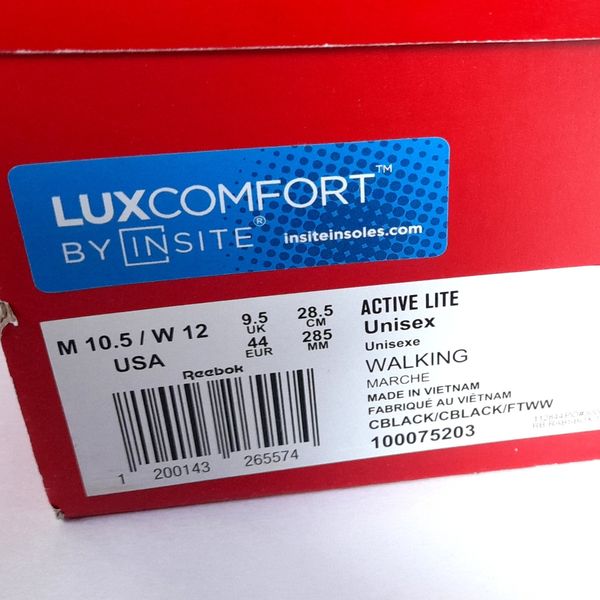 LUXCOMFORT™
BY INSITE® insiteinsoles.com
M 10.5 / W 12
USA
9.5
UK
44
EUR
28.5
CM
285
MM
Reebok
1 200143 265574
ACTIVE LITE
Unisex
Unisexe
WALKING
MARCHE
MADE IN VIETNAM
FABRIQUÉ AU VIÊTNAM
CBLACK/CBLACK/FTWW
100075203